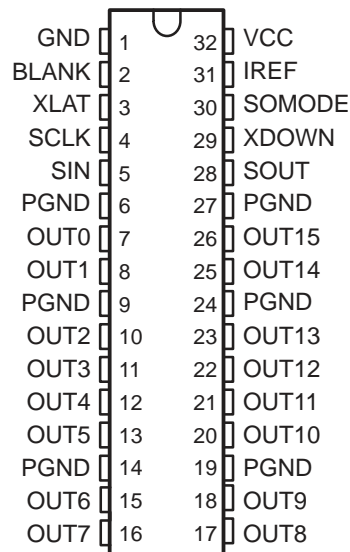 GND 1 32 VCC
BLANK 2 31 IREF
XLAT 3 30 SOMODE
SCLK 4 29 XDOWN
SIN 5 28 SOUT
PGND 6 27 PGND
OUT0 7 26 OUT15
OUT1 8 25 OUT14
PGND 9 24 PGND
OUT2 10 23 OUT13
OUT3 11 22 OUT12
OUT4 12 21 OUT11
OUT5 13 20 OUT10
PGND 14 19 PGND
OUT6 15 18 OUT9
OUT7 16 17 OUT8